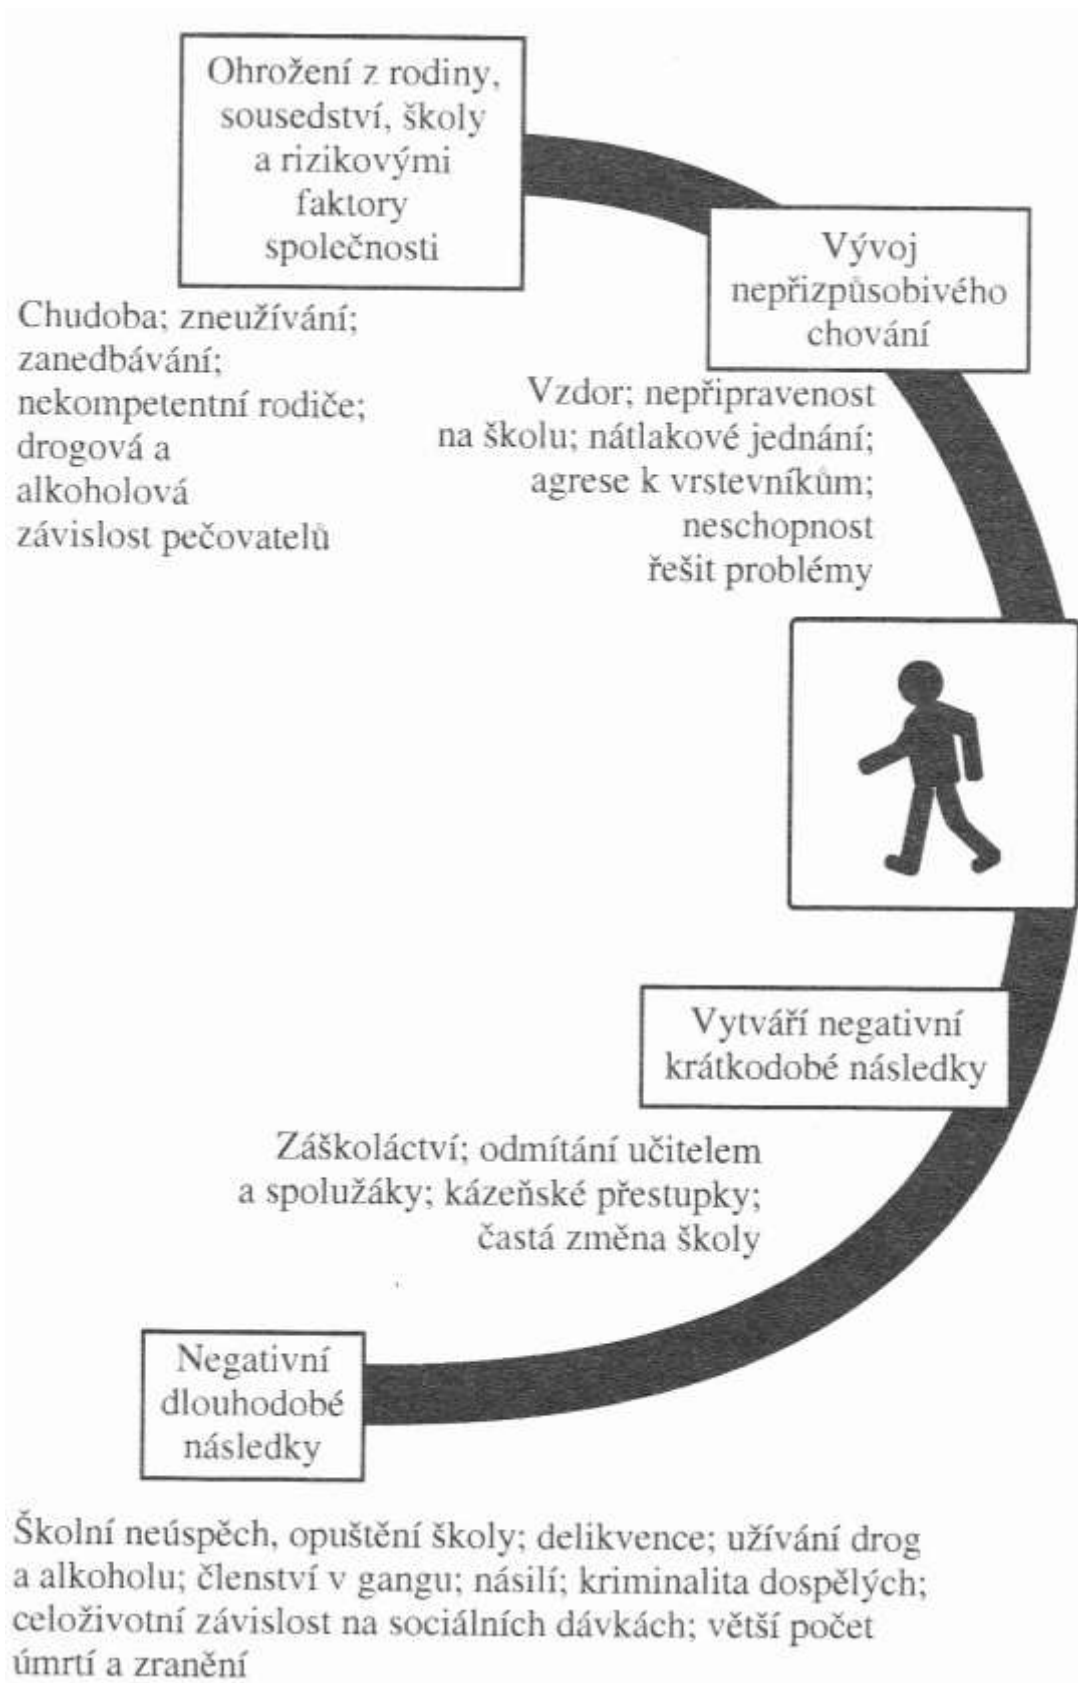 Ohrožení z rodiny,
sousedství, školy
a rizikovými
faktory
společnosti
Chudoba; zneužívání;
zanedbávání;
nekompetentní rodiče;
drogová a
alkoholová
závislost pečovatelů
Vývoj
nepřizpůsobivého
chování
Vzdor; nepřipravenost
na školu; nátlakové jednání;
agrese k vrstevníkům;
neschopnost
řešit problémy
Vytváří negativní
krátkodobé následky
Záškoláctví; odmítání učitelem
a spolužáky; kázeňské přestupky;
častá změna školy
Negativní
dlouhodobé
následky
Školní neúspěch, opuštění školy; delikvence; užívání drog
a alkoholu; členství v gangu; násilí; kriminalita dospělých;
celoživotní závislost na sociálních dávkách; větší počet
úmrtí a zranění